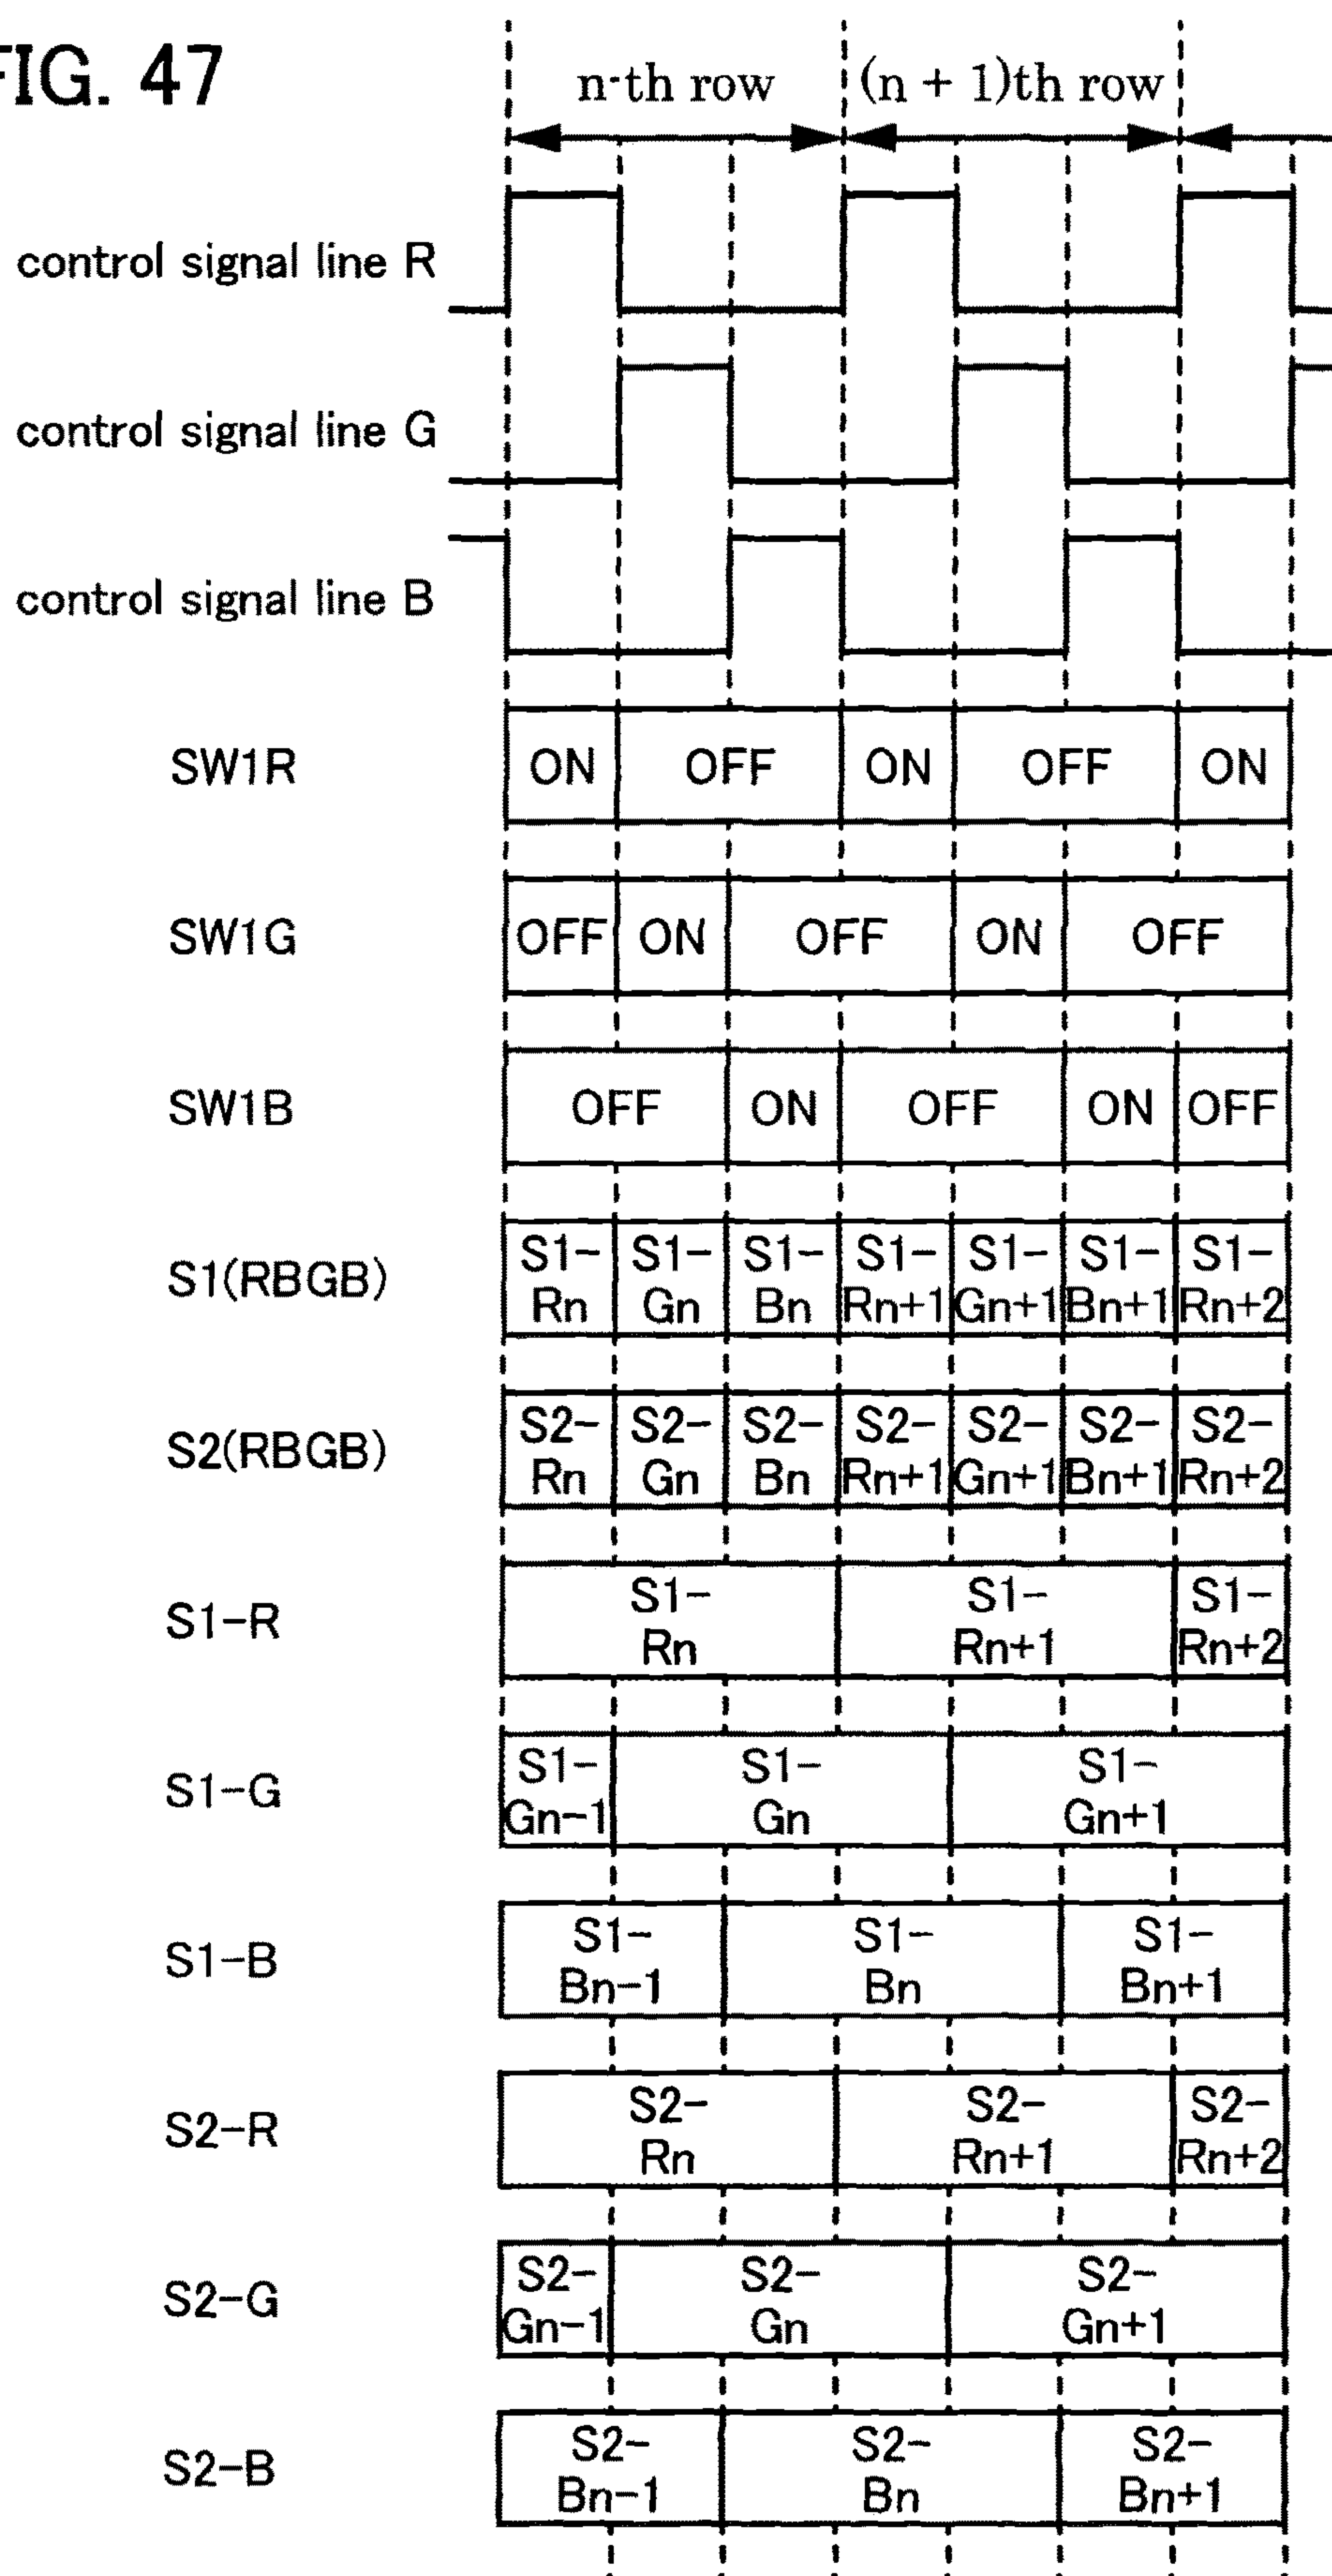 FIG. 47
n-th row
(n + 1)th row
control signal line R
control signal line G
control signal line B
SW1R
ON
OFF
ON
OFF
ON
SW1G
OFF
ON
OFF
ON
OFF
SW1B
OFF
ON
OFF
ON
OFF
S1(RBGB)
S1-
Rn
S1-
Gn
S1-
Bn
S1-
Rn+1
S1-
Gn+1
S1-
Bn+1
S1-
Rn+2
S2(RBGB)
S2-
Rn
S2-
Gn
S2-
Bn
S2-
Rn+1
S2-
Gn+1
S2-
Bn+1
S2-
Rn+2
S1-R
S1-
Rn
S1-
Rn+1
S1-
Rn+2
S1-G
S1-
Gn-1
S1-
Gn
S1-
Gn+1
S1-B
S1-
Bn-1
S1-
Bn
S1-
Bn+1
S2-R
S2-
Rn
S2-
Rn+1
S2-
Rn+2
S2-G
S2-
Gn-1
S2-
Gn
S2-
Gn+1
S2-B
S2-
Bn-1
S2-
Bn
S2-
Bn+1